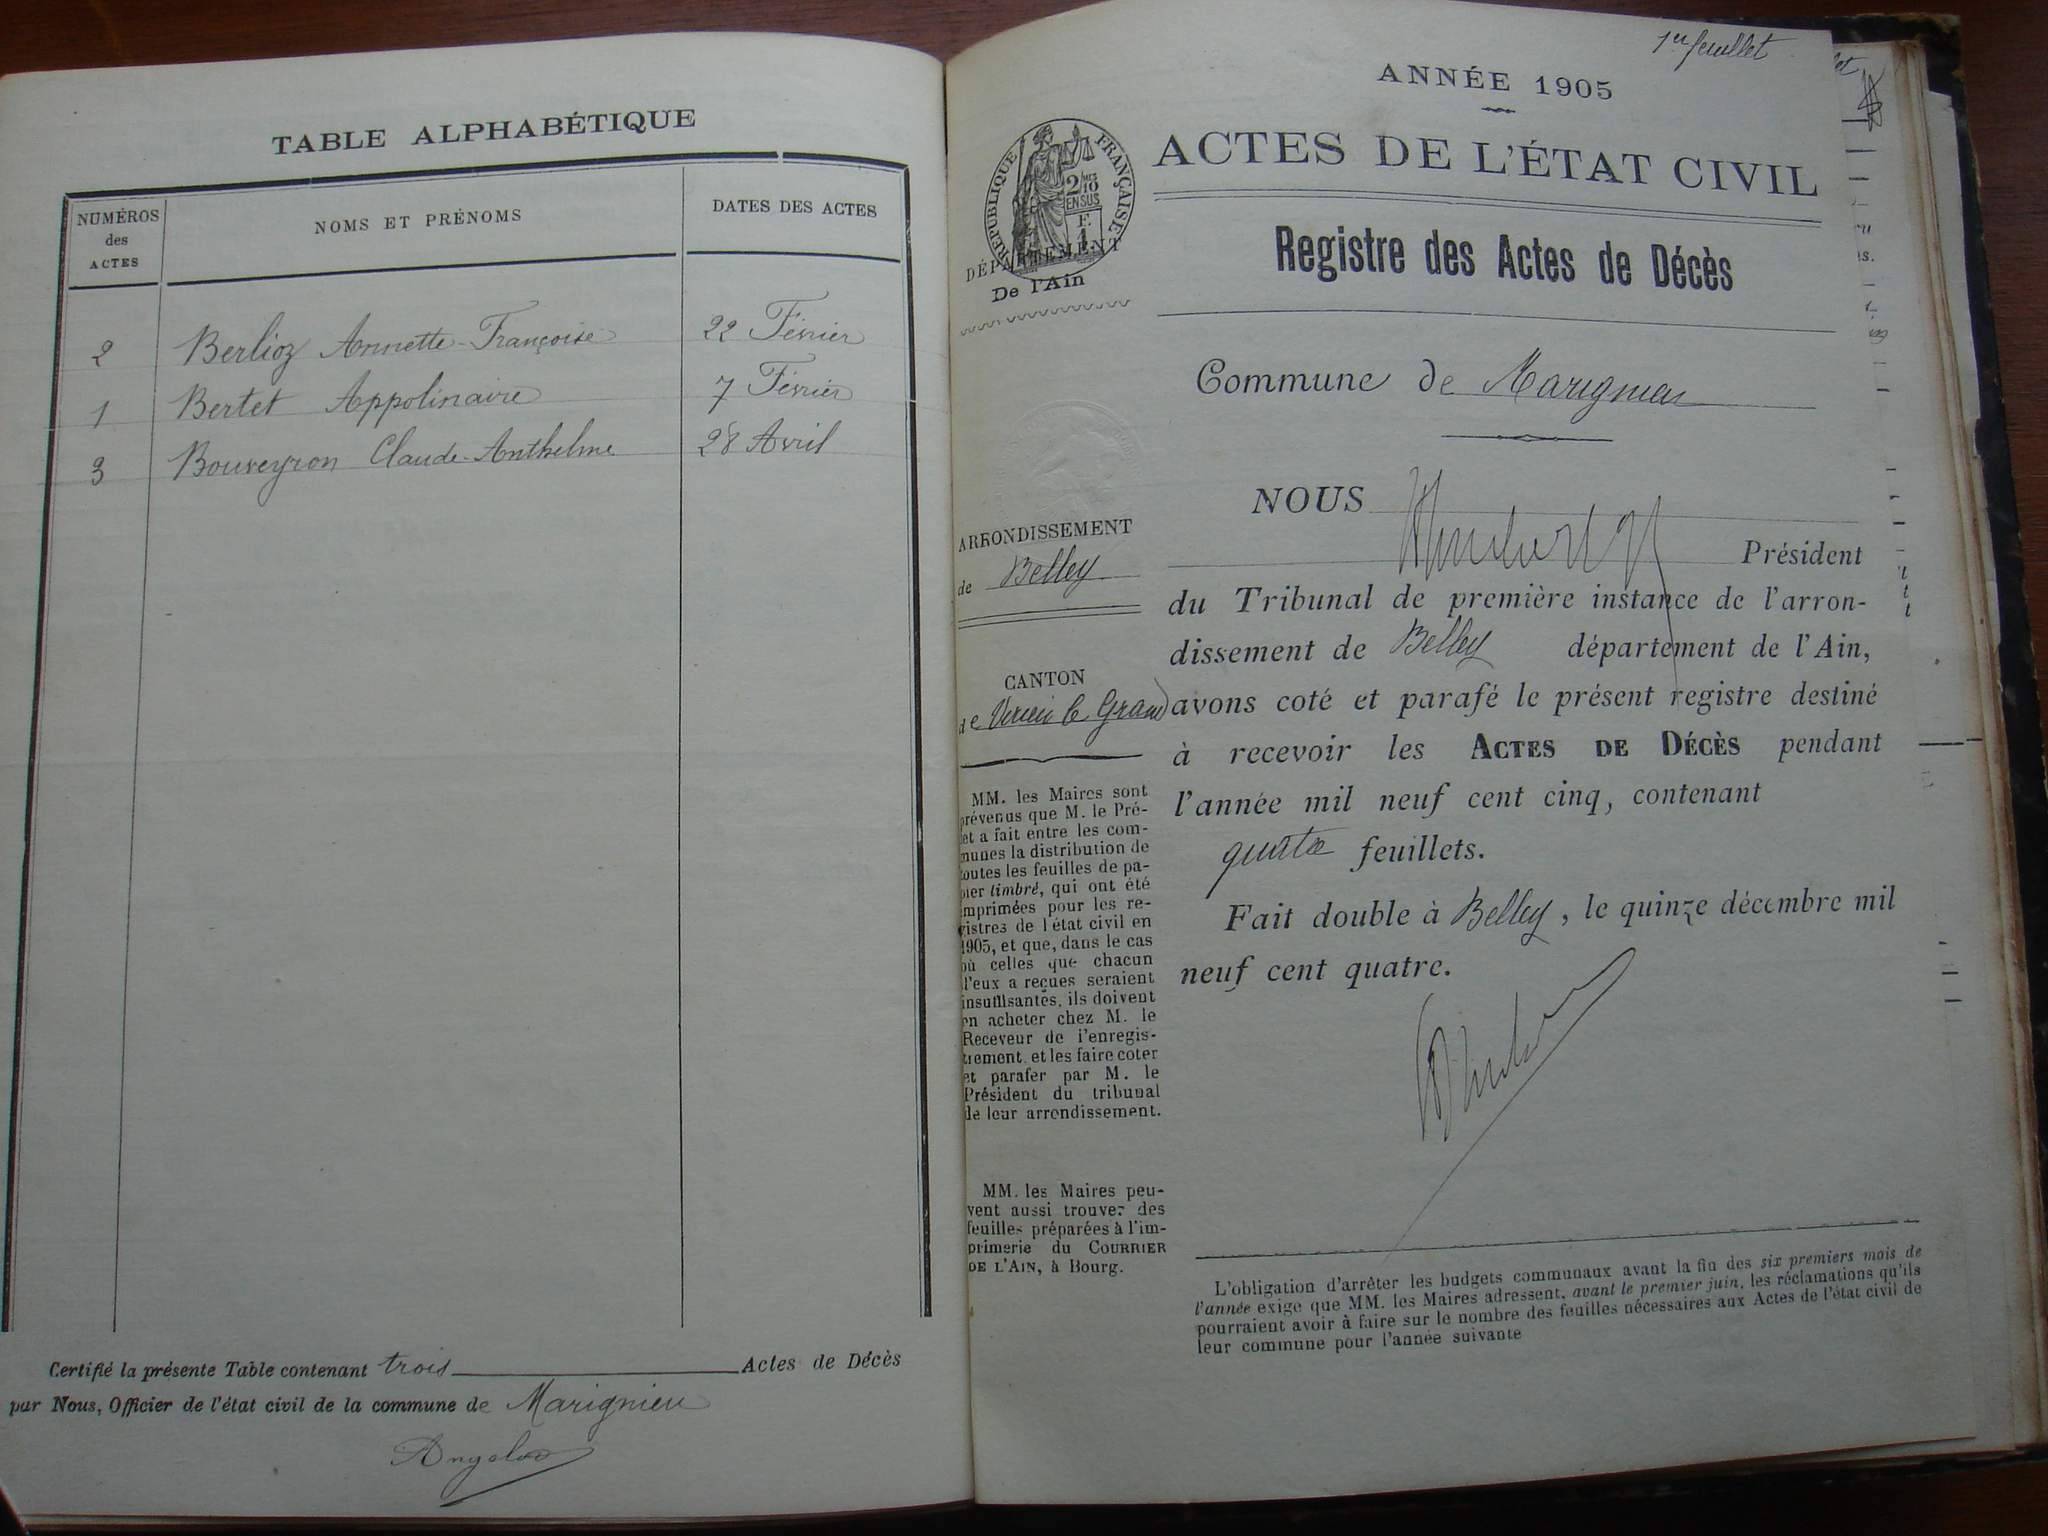 TABLE ALPHABÉTIQUE
NUMÉROS
des
ACTES
NOMS ET PRÉNOMS
DATES DES ACTES
2 Berlioz Annette-Françoise 22 Février
1 Bertet Appolinaire 7 Février
3 Bouveyron Claude-Anthelme 28 Avril
Certifié la présente Table contenant trois Actes de Décès
par Nous, Officier de l'état civil de la commune de Marignieu
1er feuillet
ANNÉE 1905
ACTES DE L'ÉTAT CIVIL
RÉPUBLIQUE FRANÇAISE
2/10
EN SUS
DÉPARTEMENT
De l'Ain
Registre des Actes de Décès
Commune de Marignieu
ARRONDISSEMENT
de Belley
CANTON
de Virieu le Grand
MM. les Maires sont
prévenus que M. le Pré-
fet a fait entre les com-
munes la distribution de
toutes les feuilles de pa-
pier timbré, qui ont été
imprimées pour les re-
gistres de l'état civil en
1905, et que, dans le cas
où celles que chacun
d'eux a reçues seraient
insuffisantes, ils doivent
en acheter chez M. le
Receveur de l'enregis-
trement, et les faire coter
et parafer par M. le
Président du tribunal
de leur arrondissement.
MM. les Maires peu-
vent aussi trouver des
feuilles préparées à l'im-
primerie du COURRIER
DE L'AIN, à Bourg.
NOUS
Président
du Tribunal de première instance de l'arron-
dissement de Belley département de l'Ain,
avons coté et parafé le présent registre destiné
à recevoir les ACTES DE DÉCÈS pendant
l'année mil neuf cent cinq, contenant
quatre feuillets.
Fait double à Belley, le quinze décembre mil
neuf cent quatre.
L'obligation d'arrêter les budgets communaux avant la fin des six premiers mois de
l'année exige que MM. les Maires adressent, avant le premier juin, les réclamations qu'ils
pourraient avoir à faire sur le nombre des feuilles nécessaires aux Actes de l'état civil de
leur commune pour l'année suivante